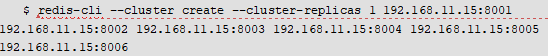 $ redis-cli --cluster create --cluster-replicas 1 192.168.11.15:8001
192.168.11.15:8002 192.168.11.15:8003 192.168.11.15:8004 192.168.11.15:8005
192.168.11.15:8006